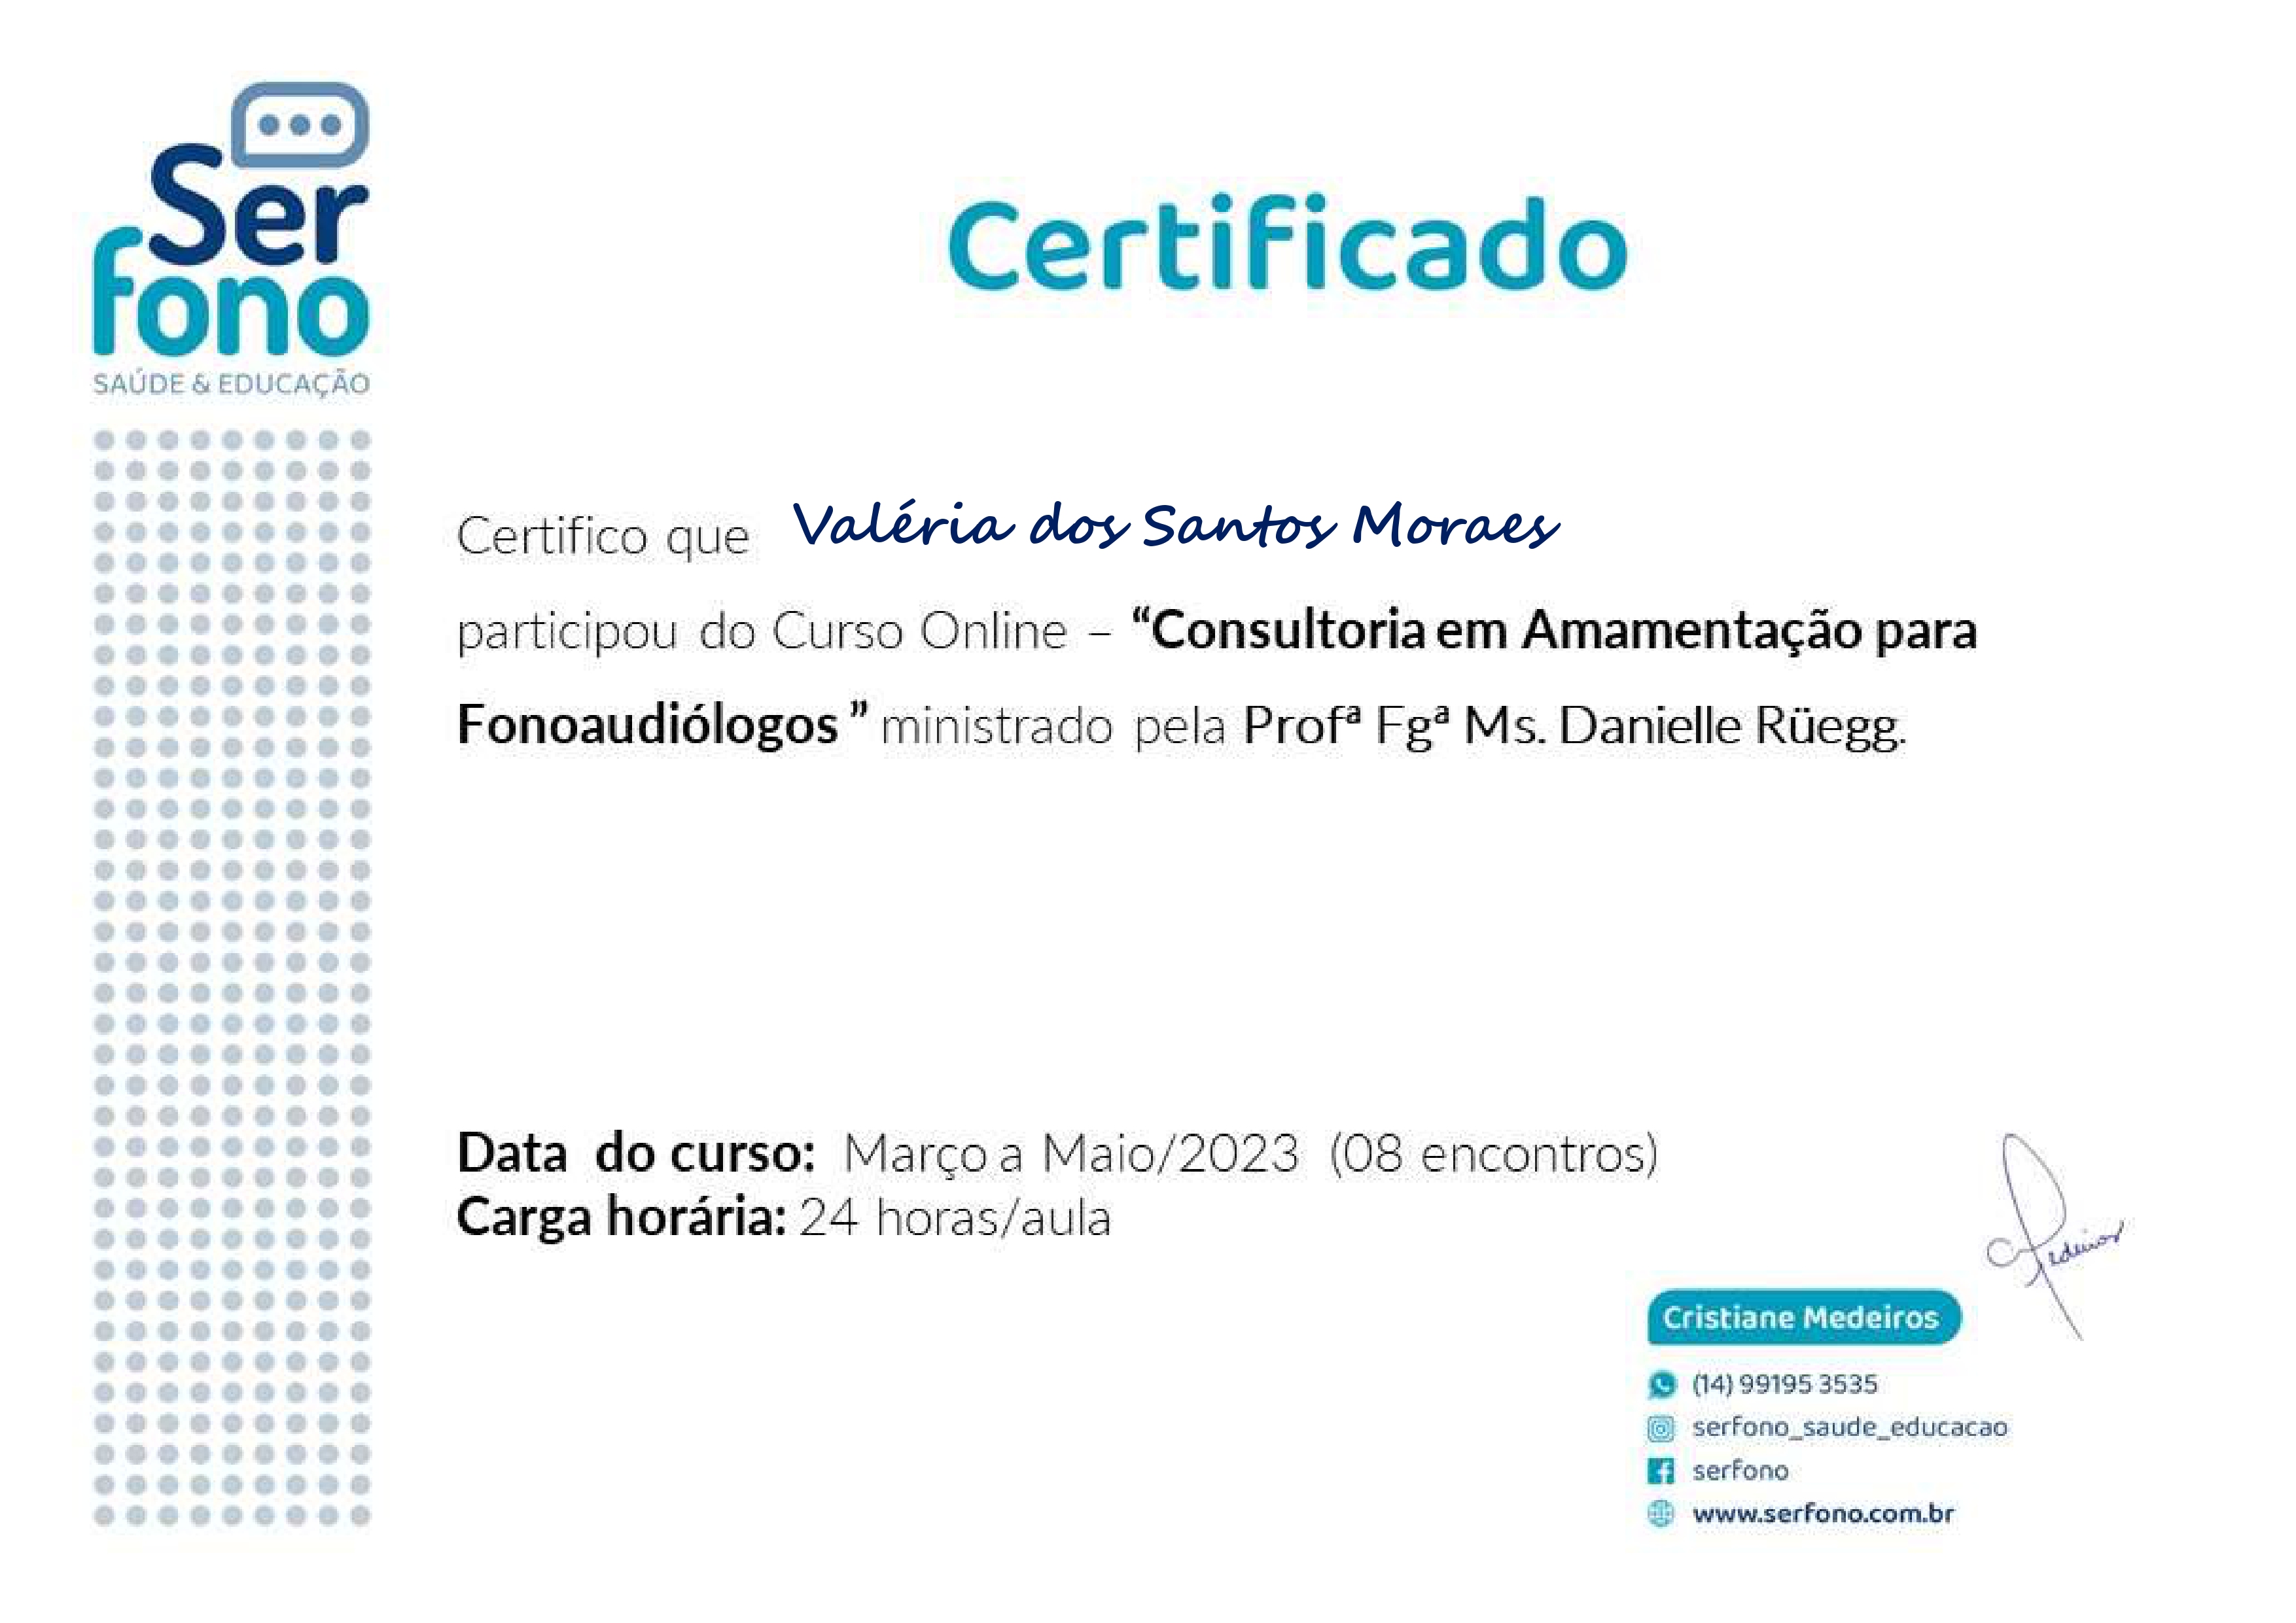 Ser
fono
SAÚDE & EDUCAÇÃO
Certificado
Certifico que Valéria dos Santos Moraes
participou do Curso Online – “Consultoria em Amamentação para
Fonoaudiólogos ” ministrado pela Profª Fgª Ms. Danielle Rüegg.
Data do curso: Março a Maio/2023 (08 encontros)
Carga horária: 24 horas/aula
Medeiros
Cristiane Medeiros
(14) 99195 3535
serfono_saude_educacao
serfono
www.serfono.com.br